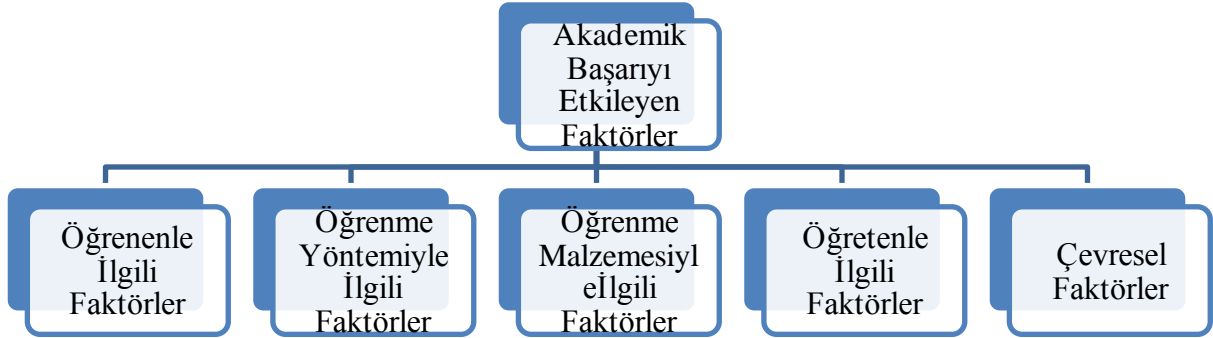 Akademik
Başarıyı
Etkileyen
Faktörler
Öğrenenle
İlgili
Faktörler
Öğrenme
Yöntemiyle
İlgili
Faktörler
Öğrenme
Malzemesiyl
eİlgili
Faktörler
Öğretenle
İlgili
Faktörler
Çevresel
Faktörler